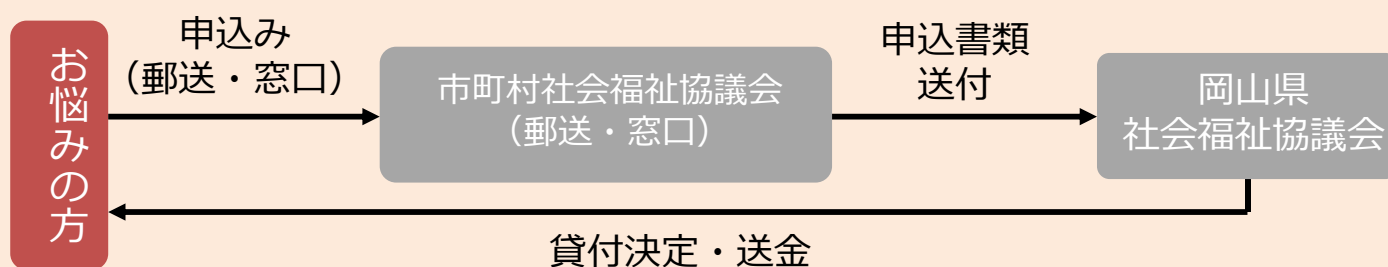 お悩みの方
申込み
（郵送・窓口）
市町村社会福祉協議会
（郵送・窓口）
申込書類
送付
岡山県
社会福祉協議会
貸付決定・送金